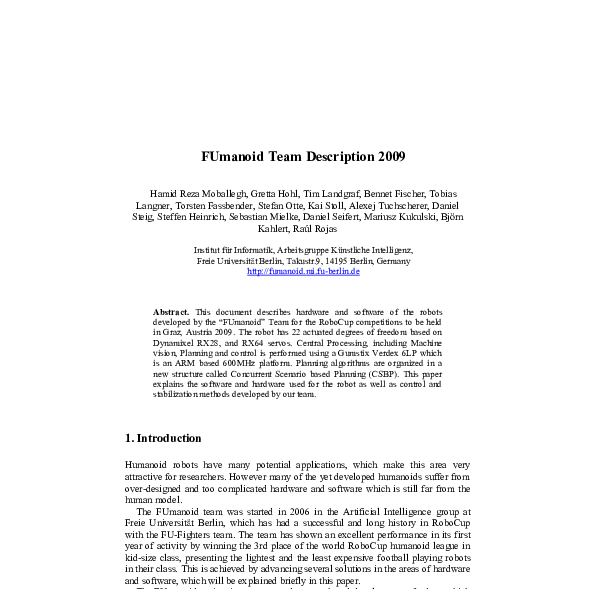 FUmanoid Team Description 2009
Hamid Reza Moballegh, Gretta Hohl, Tim Landgraf, Bennet Fischer, Tobias
Langner, Torsten Fassbender, Stefan Otte, Kai Stoll, Alexej Tuchscherer, Daniel
Steig, Steffen Heinrich, Sebastian Mielke, Daniel Seifert, Mariusz Kukulski, Björn
Kahlert, Raúl Rojas
Institut für Informatik, Arbeitsgruppe Künstliche Intelligenz,
Freie Universität Berlin, Takustr.9, 14195 Berlin, Germany
http://fumanoid.mi.fu-berlin.de
Abstract. This document describes hardware and software of the robots
developed by the “FUmanoid” Team for the RoboCup competitions to be held
in Graz, Austria 2009. The robot has 22 actuated degrees of freedom based on
Dynamixel RX28, and RX64 servos. Central Processing, including Machine
vision, Planning and control is performed using a Gumstix Verdex 6LP which
is an ARM based 600MHz platform. Planning algorithms are organized in a
new structure called Concurrent Scenario based Planning (CSBP). This paper
explains the software and hardware used for the robot as well as control and
stabilization methods developed by our team.
1. Introduction
Humanoid robots have many potential applications, which make this area very
attractive for researchers. However many of the yet developed humanoids suffer from
over-designed and too complicated hardware and software which is still far from the
human model.
The FUmanoid team was started in 2006 in the Artificial Intelligence group at
Freie Universität Berlin, which has had a successful and long history in RoboCup
with the FU-Fighters team. The team has shown an excellent performance in its first
year of activity by winning the 3rd place of the world RoboCup humanoid league in
kid-size class, presenting the lightest and the least expensive football playing robots
in their class. This is achieved by advancing several solutions in the areas of hardware
and software, which will be explained briefly in this paper.